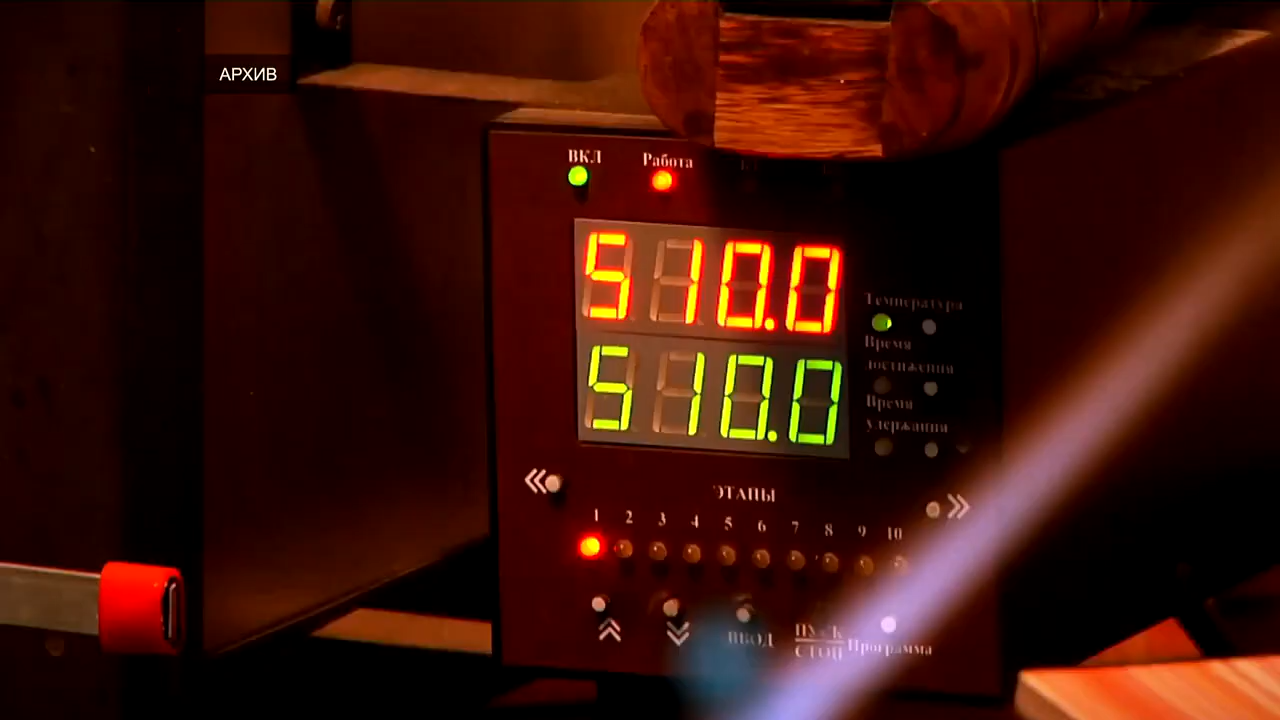 АРХИВ
ВКЛ Работа
510.0
510.0
Температура
Время
достижения
Время
удержания
« »
ЭТАПЫ
1 2 3 4 5 6 7 8 9 10
ВВОД ПУСК Программа
СТОП